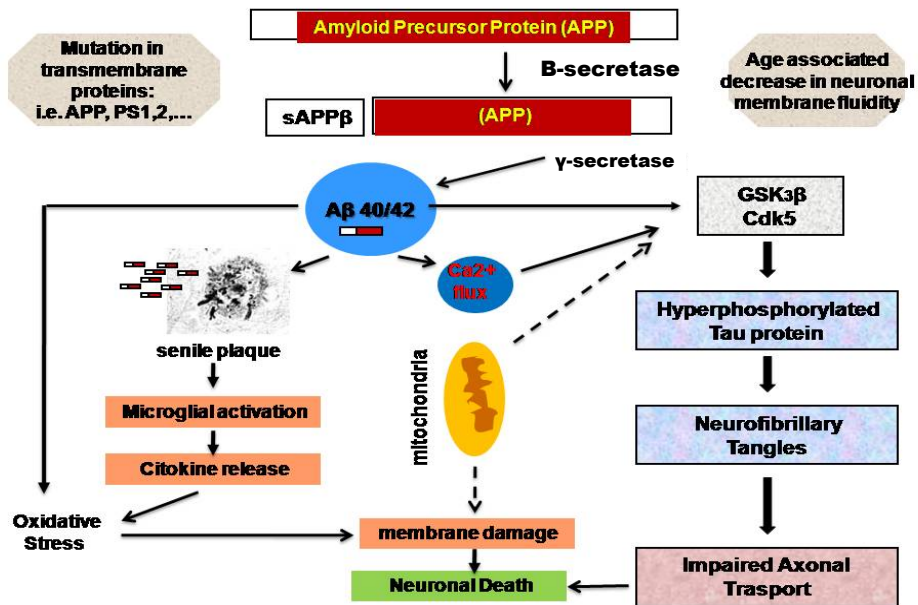 Amyloid Precursor Protein (APP)
Mutation in
transmembrane
proteins:
i.e. APP, PS1,2,...
B-secretase
Age associated
decrease in neuronal
membrane fluidity
sAPPβ
(APP)
γ-secretase
Aβ 40/42
GSK3β
Cdk5
Ca2+
flux
senile plaque
Hyperphosphorylated
Tau protein
mitochondria
Microglial activation
Neurofibrillary
Tangles
Citokine release
Oxidative
Stress
membrane damage
Neuronal Death
Impaired Axonal
Trasport